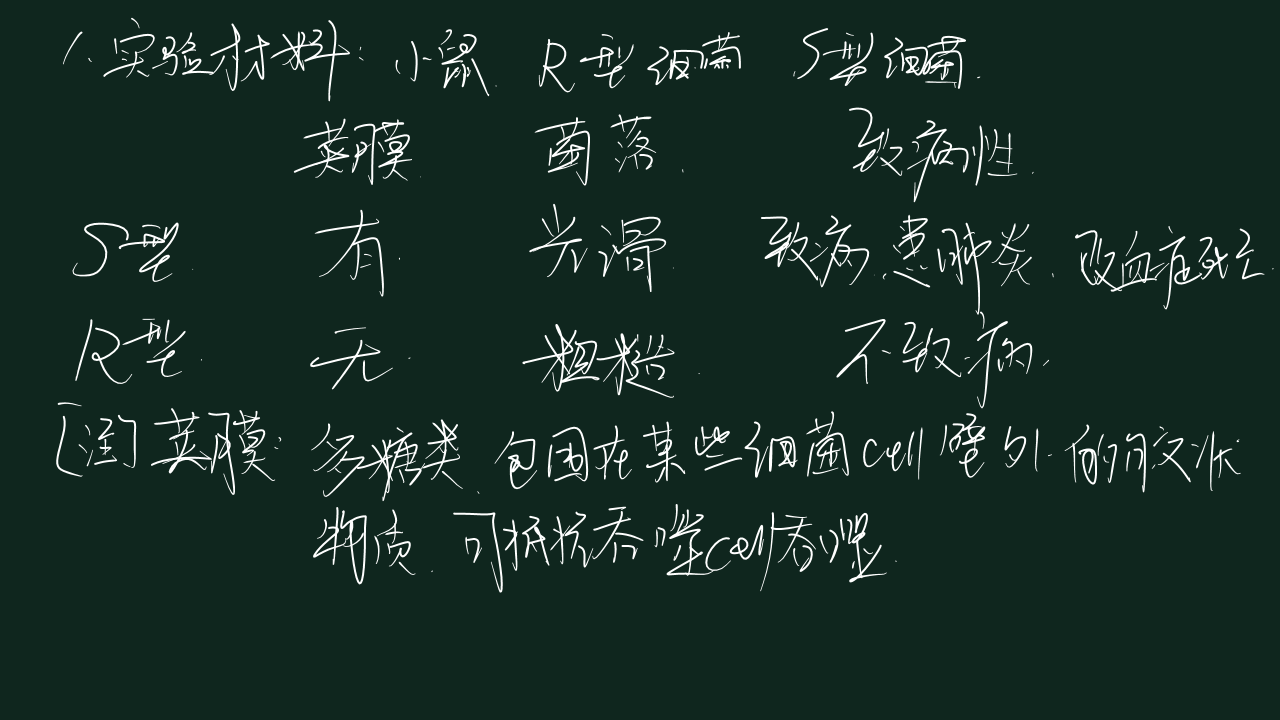 1. 实验材料: 小鼠. R型细菌 S型细菌.
荚膜. 菌落. 致病性.
S型. 有. 光滑. 致病, 患肺炎. 败血症死亡.
R型. 无. 粗糙. 不致病.
[注] 荚膜: 多糖类. 包围在某些细菌cell壁外. 的胶状
物质. 可抵抗吞噬cell吞噬.